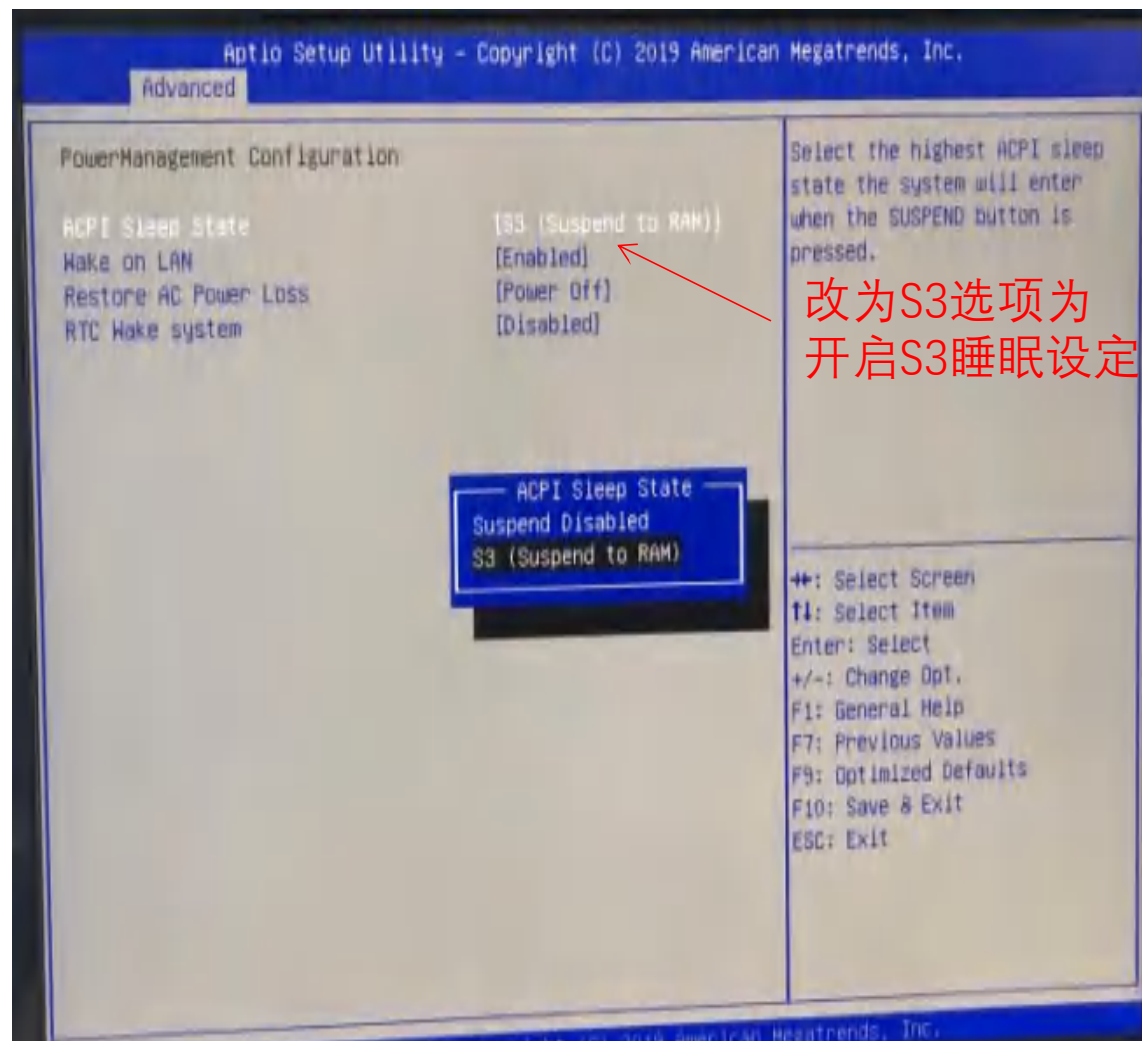 Aptio Setup Utility - Copyright (C) 2019 American Megatrends, Inc.
Advanced
PowerManagement Configuration
ACPI Sleep State [S3 (Suspend to RAM)]
Wake on LAN [Enabled]
Restore AC Power Loss [Power Off]
RTC Wake system [Disabled]
Select the highest ACPI sleep
state the system will enter
when the SUSPEND button is
pressed.
改为S3选项为
开启S3睡眠设定
ACPI Sleep State
Suspend Disabled
S3 (Suspend to RAM)
→←: Select Screen
↑↓: Select Item
Enter: Select
+/-: Change Opt.
F1: General Help
F7: Previous Values
F9: Optimized Defaults
F10: Save & Exit
ESC: Exit
2019 American Megatrends, Inc.